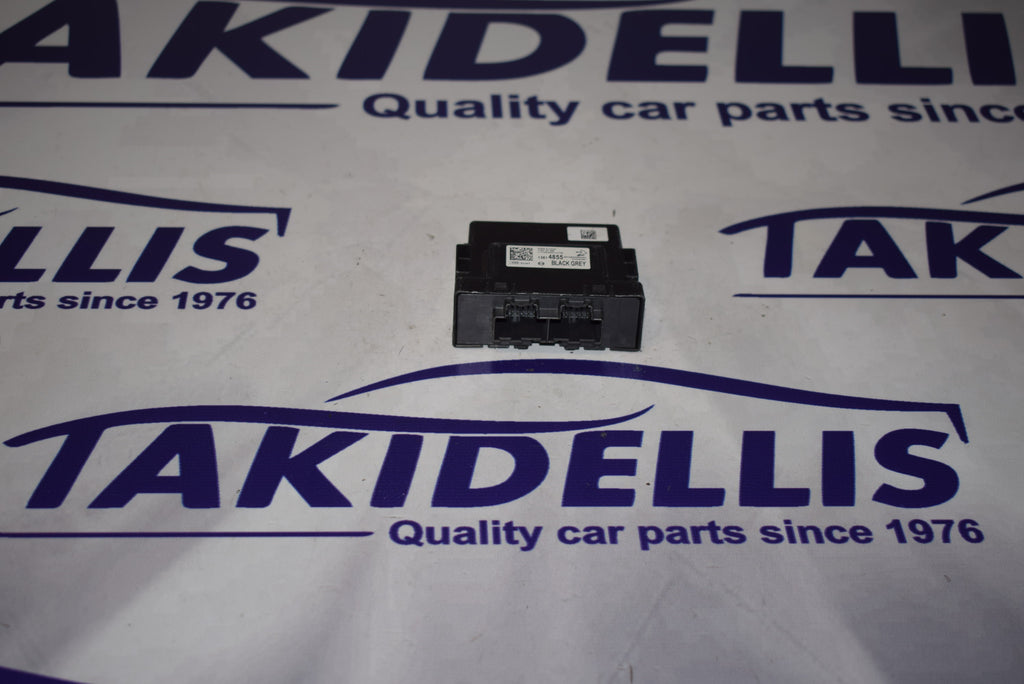 TAKIDELLI
Quality car parts since
LLIS
rts since 1976
4855
BLACK GREY
TAK
TAKIDELLIS
Quality car parts since 1976